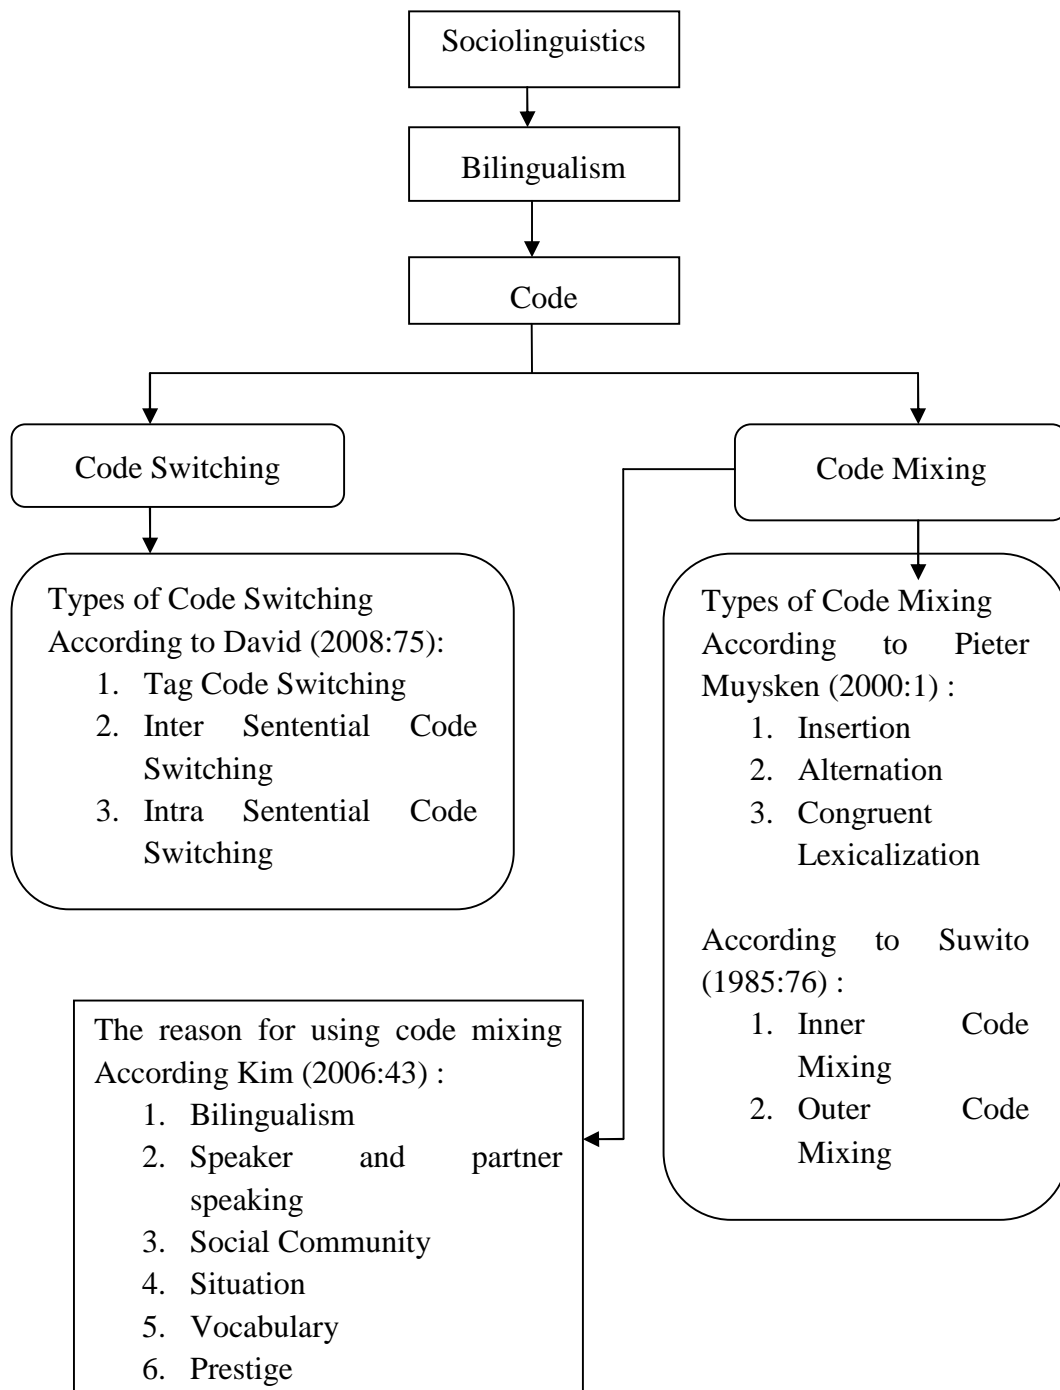 Sociolinguistics
Bilingualism
Code
Code Switching
Code Mixing
Types of Code Switching
According to David (2008:75):
1. Tag Code Switching
2. Inter Sentential Code
Switching
3. Intra Sentential Code
Switching
Types of Code Mixing
According to Pieter
Muysken (2000:1) :
1. Insertion
2. Alternation
3. Congruent
Lexicalization
According to Suwito
(1985:76) :
1. Inner Code
Mixing
2. Outer Code
Mixing
The reason for using code mixing
According Kim (2006:43) :
1. Bilingualism
2. Speaker and partner
speaking
3. Social Community
4. Situation
5. Vocabulary
6. Prestige